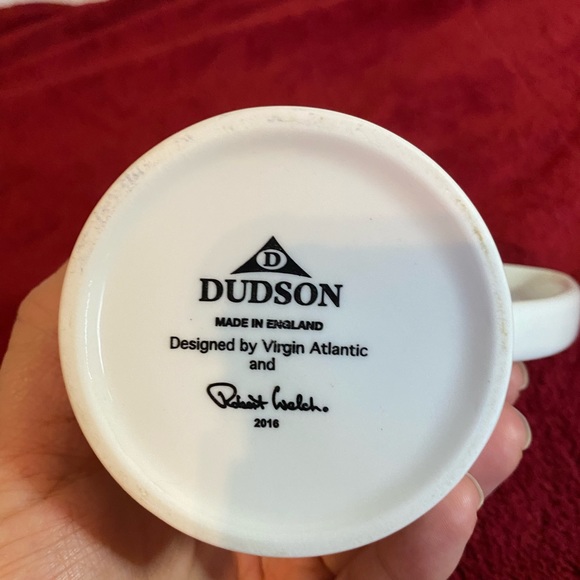 D
DUDSON
MADE IN ENGLAND
Designed by Virgin Atlantic
and
Robert Welch.
2016